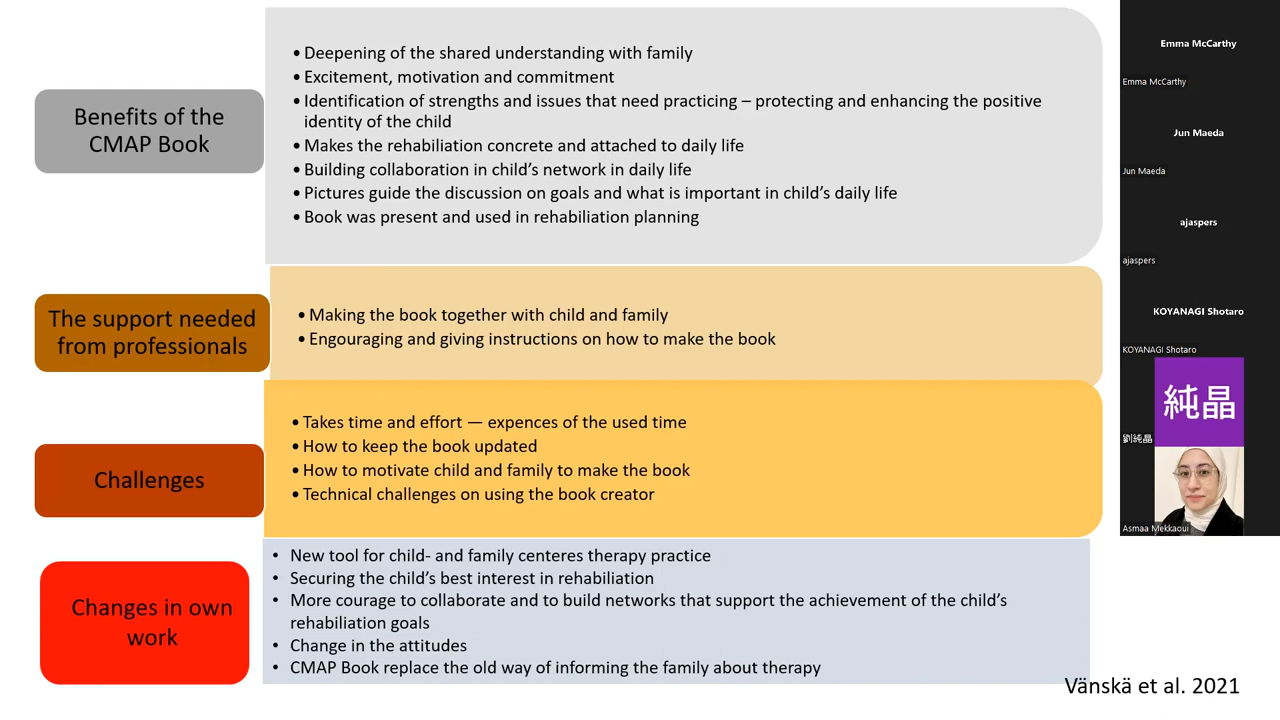 Benefits of the
CMAP Book
• Deepening of the shared understanding with family
• Excitement, motivation and commitment
• Identification of strengths and issues that need practicing – protecting and enhancing the positive
identity of the child
• Makes the rehabiliation concrete and attached to daily life
• Building collaboration in child's network in daily life
• Pictures guide the discussion on goals and what is important in child's daily life
• Book was present and used in rehabiliation planning
The support needed
from professionals
• Making the book together with child and family
• Engouraging and giving instructions on how to make the book
Challenges
• Takes time and effort — expences of the used time
• How to keep the book updated
• How to motivate child and family to make the book
• Technical challenges on using the book creator
Changes in own
work
• New tool for child- and family centeres therapy practice
• Securing the child's best interest in rehabiliation
• More courage to collaborate and to build networks that support the achievement of the child's
rehabiliation goals
• Change in the attitudes
• CMAP Book replace the old way of informing the family about therapy
Vänskä et al. 2021
Emma McCarthy
Emma McCarthy
Jun Maeda
Jun Maeda
ajaspers
ajaspers
KOYANAGI Shotaro
KOYANAGI Shotaro
純晶
劉純晶
Asmaa Mekkaoui